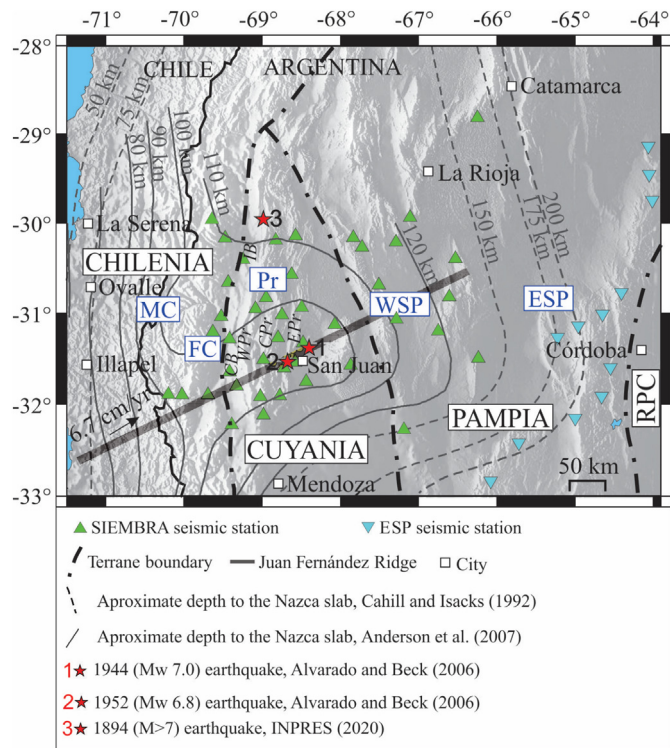 -71° -70° -69° -68° -67° -66° -65° -64°
-28°
-29°
-30°
-31°
-32°
-33°
CHILE
ARGENTINA
50 km
75 km
80 km
90 km
100 km
110 km
120 km
150 km
175 km
200 km
Catamarca
La Rioja
La Serena
3
CHILENIA
IB
Pr
Ovalle
MC
WSP
ESP
FC
Illapel
CB
WPr
CPr
EPr
1
2
San Juan
Córdoba
6.7 cm/yr
PAMPIA
RPC
CUYANIA
Mendoza
50 km
SIEMBRA seismic station
ESP seismic station
Terrane boundary
Juan Fernández Ridge
City
Aproximate depth to the Nazca slab, Cahill and Isacks (1992)
Aproximate depth to the Nazca slab, Anderson et al. (2007)
1 1944 (Mw 7.0) earthquake, Alvarado and Beck (2006)
2 1952 (Mw 6.8) earthquake, Alvarado and Beck (2006)
3 1894 (M>7) earthquake, INPRES (2020)